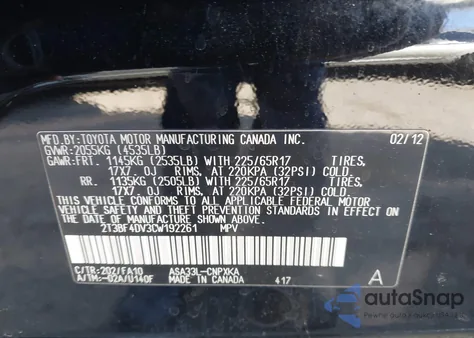 MFD.BY:TOYOTA MOTOR MANUFACTURING CANADA INC. 02/12
GVWR:2055KG (4535LB)
GAWR:FRT. 1145KG (2535LB) WITH 225/65R17 TIRES,
17X7.0J RIMS, AT 220KPA (32PSI) COLD.
RR. 1135KG (2505LB) WITH 225/65R17 TIRES,
17X7.0J RIMS, AT 220KPA (32PSI) COLD.
THIS VEHICLE CONFORMS TO ALL APPLICABLE FEDERAL MOTOR
VEHICLE SAFETY STANDARDS IN EFFECT ON
THE DATE OF MANUFACTURE SHOWN ABOVE.
2T3BF4DV3CW192261 MPV
C/TR:202/FA10 ASA33L-CNPXKA
A/TM:-02A/U140F MADE IN CANADA 417 A
autoSnap